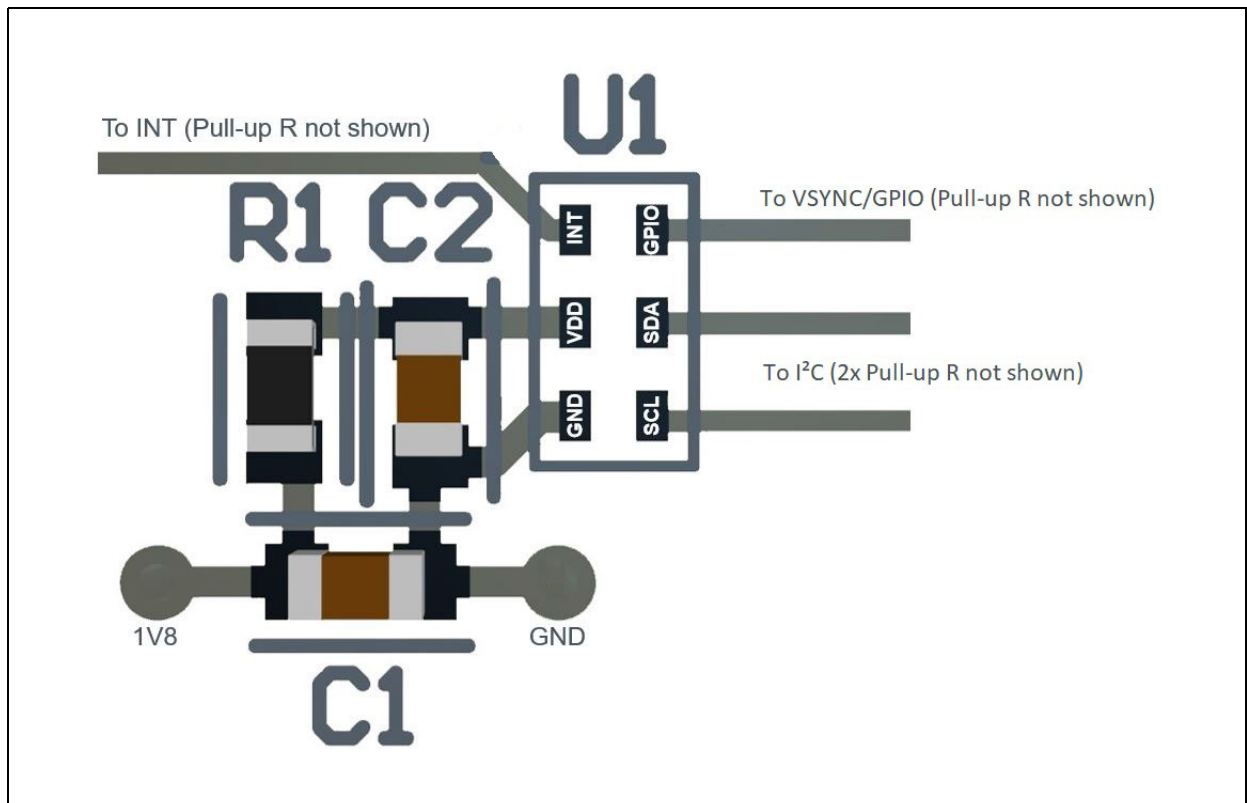 U1
To INT (Pull-up R not shown)
R1
C2
INT
GPIO
To VSYNC/GPIO (Pull-up R not shown)
VDD
SDA
To I²C (2x Pull-up R not shown)
GND
SCL
1V8
GND
C1